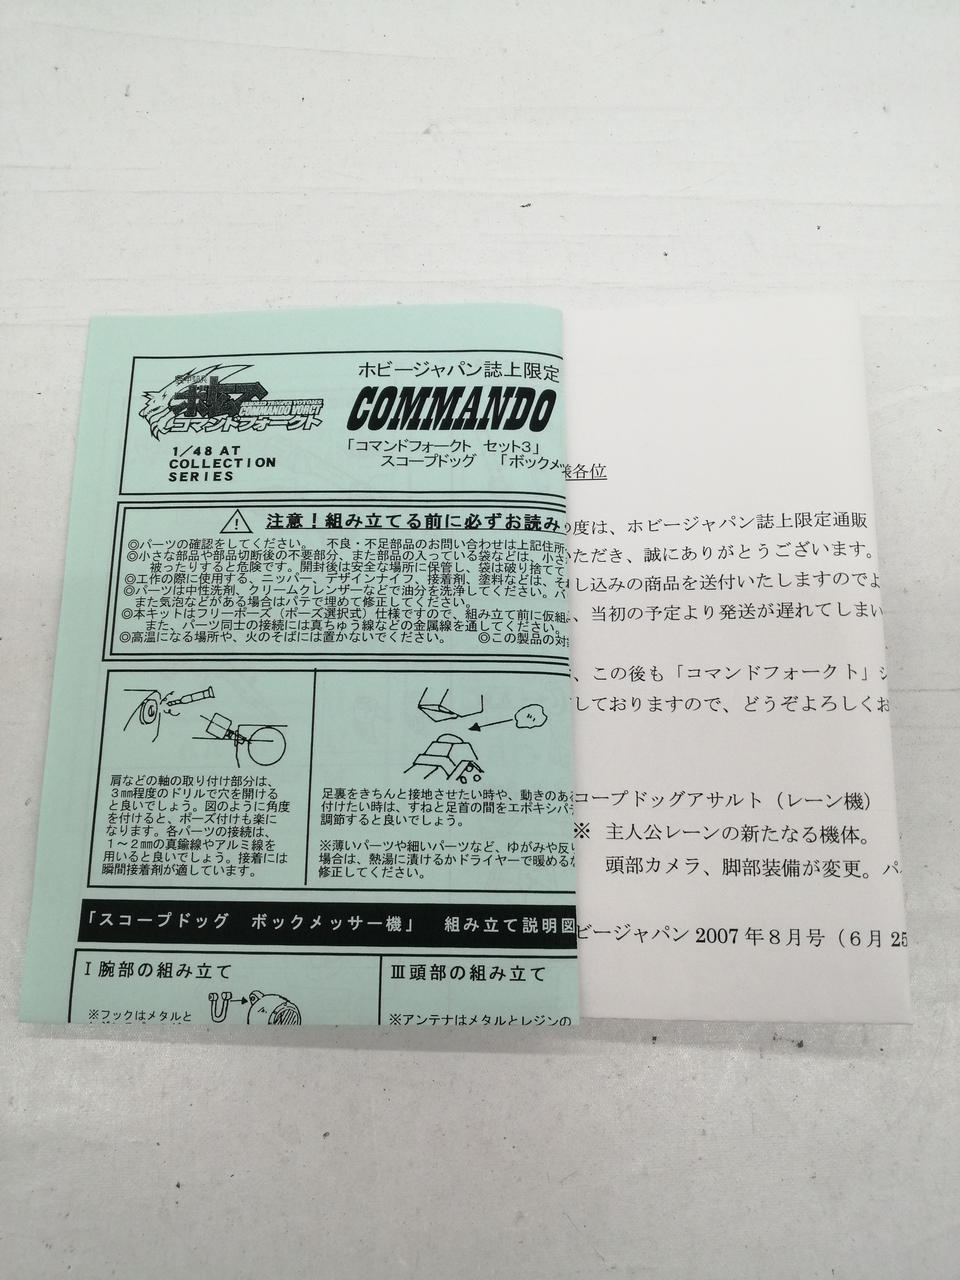 ホビージャパン誌上限定
ボトムズ
ARMORED TROOPER VOTOMS
COMMANDO VORCT
コマンドフォークト
COMMANDO
1/48 AT
COLLECTION
SERIES
「コマンドフォークト セット3」
スコープドッグ 「ボックメッ
注意!組み立てる前に必ずお読み
◎パーツの確認をしてください。 不良・不足部品のお問い合わせは上記住所
◎小さな部品や部品切断後の不要部分、また部品の入っている袋などは、小さ
被ったりすると危険です。開封後は安全な場所に保管し、袋は破り捨てて
◎工作の際に使用する、ニッパー、デザインナイフ、接着剤、塗料などは、そ
◎パーツは中性洗剤、クリームクレンザーなどで油分を洗浄してください。パ
また気泡などがある場合はパテで埋めて修正してください。
◎本キットはフリーポーズ(ポーズ選択式)仕様ですので、組み立て前に仮組
また、パーツ同士の接続には真ちゅう線などの金属線を通してください。
◎高温になる場所や、火のそばには置かないでください。 ◎この製品の対
肩などの軸の取り付け部分は、
3㎜程度のドリルで穴を開ける
と良いでしょう。図のように角度
を付けると、ポーズ付けも楽に
なります。各パーツの接続は、
1～2㎜の真鍮線やアルミ線を
用いると良いでしょう。接着には
瞬間接着剤が適しています。
足裏をきちんと接地させたい時や、動きのある
付けたい時は、すねと足首の間をエポキシパテ
調節すると良いでしょう。
※薄いパーツや細いパーツなど、ゆがみや反り
場合は、熱湯に漬けるかドライヤーで暖めるな
修正してください。
「スコープドッグ ボックメッサー機」 組み立て説明図
Ⅰ腕部の組み立て
※フックはメタルと
Ⅲ頭部の組み立て
※アンテナはメタルとレジンの
様各位
の度は、ホビージャパン誌上限定通販
いただき、誠にありがとうございます。
し込みの商品を送付いたしますのでよ
、当初の予定より発送が遅れてしまい
、この後も「コマンドフォークト」シ
しておりますので、どうぞよろしくお
コープドッグアサルト(レーン機)
※ 主人公レーンの新たなる機体。
頭部カメラ、脚部装備が変更。パ
ビージャパン2007年8月号(6月25